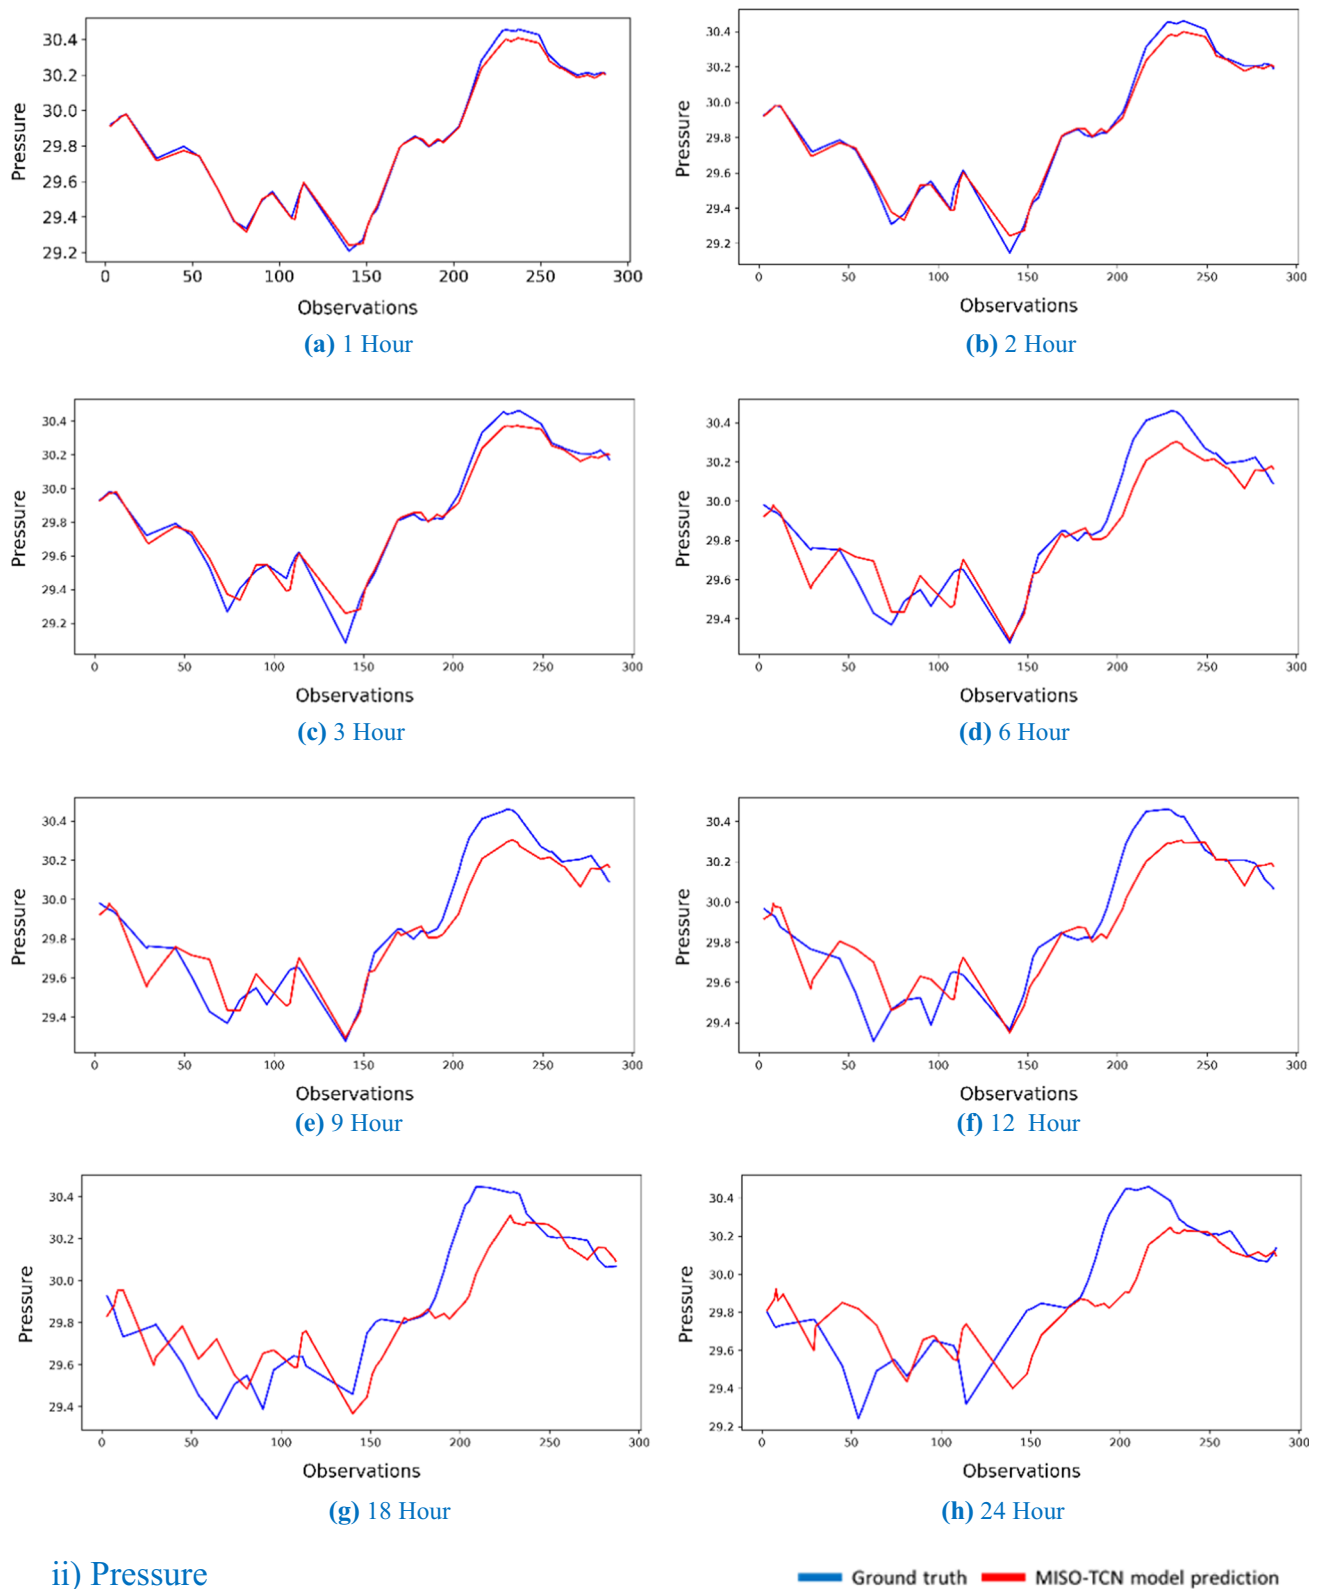 30.4
30.2
30.0
29.8
29.6
29.4
29.2
Pressure
0 50 100 150 200 250 300
Observations
(a) 1 Hour
30.4
30.2
30.0
29.8
29.6
29.4
29.2
Pressure
0 50 100 150 200 250 300
Observations
(b) 2 Hour
30.4
30.2
30.0
29.8
29.6
29.4
29.2
Pressure
0 50 100 150 200 250 300
Observations
(c) 3 Hour
30.4
30.2
30.0
29.8
29.6
29.4
Pressure
0 50 100 150 200 250 300
Observations
(d) 6 Hour
30.4
30.2
30.0
29.8
29.6
29.4
Pressure
0 50 100 150 200 250 300
Observations
(e) 9 Hour
30.4
30.2
30.0
29.8
29.6
29.4
Pressure
0 50 100 150 200 250 300
Observations
(f) 12 Hour
30.4
30.2
30.0
29.8
29.6
29.4
Pressure
0 50 100 150 200 250 300
Observations
(g) 18 Hour
30.4
30.2
30.0
29.8
29.6
29.4
29.2
Pressure
0 50 100 150 200 250 300
Observations
(h) 24 Hour
ii) Pressure
Ground truth MISO-TCN model prediction